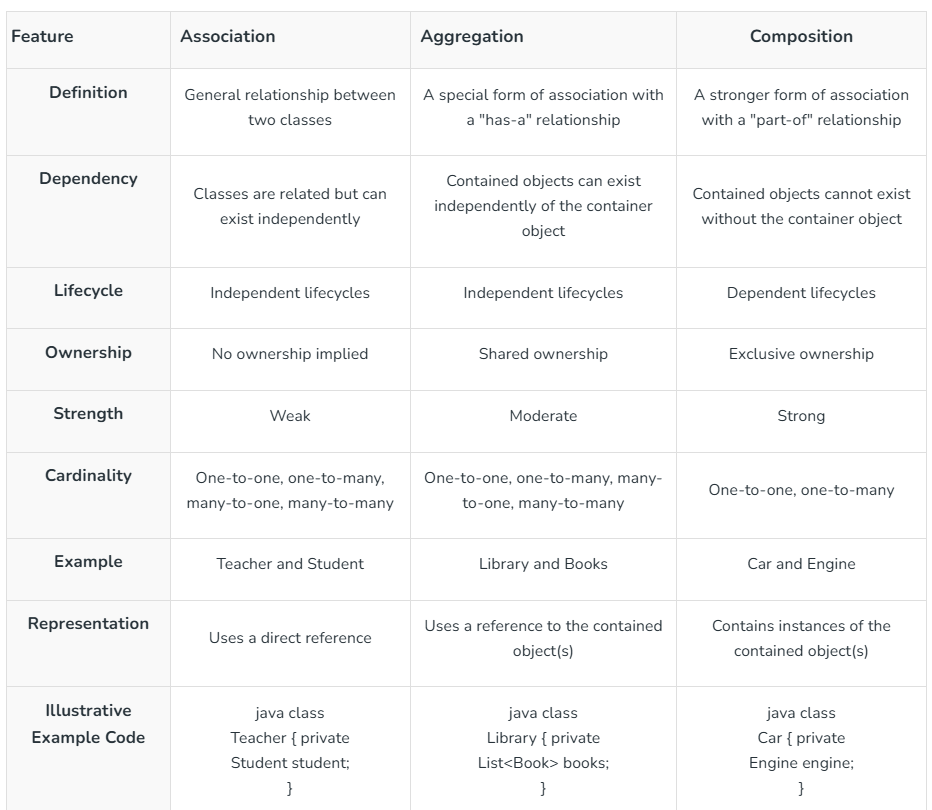 Feature Association Aggregation Composition
Definition
General relationship between
two classes
A special form of association with
a "has-a" relationship
A stronger form of association
with a "part-of" relationship
Dependency
Classes are related but can
exist independently
Contained objects can exist
independently of the container
object
Contained objects cannot exist
without the container object
Lifecycle
Independent lifecycles
Independent lifecycles
Dependent lifecycles
Ownership
No ownership implied
Shared ownership
Exclusive ownership
Strength
Weak
Moderate
Strong
Cardinality
One-to-one, one-to-many,
many-to-one, many-to-many
One-to-one, one-to-many, many-
to-one, many-to-many
One-to-one, one-to-many
Example
Teacher and Student
Library and Books
Car and Engine
Representation
Uses a direct reference
Uses a reference to the contained
object(s)
Contains instances of the
contained object(s)
Illustrative
Example Code
java class
Teacher { private
Student student;
}
java class
Library { private
List<Book> books;
}
java class
Car { private
Engine engine;
}